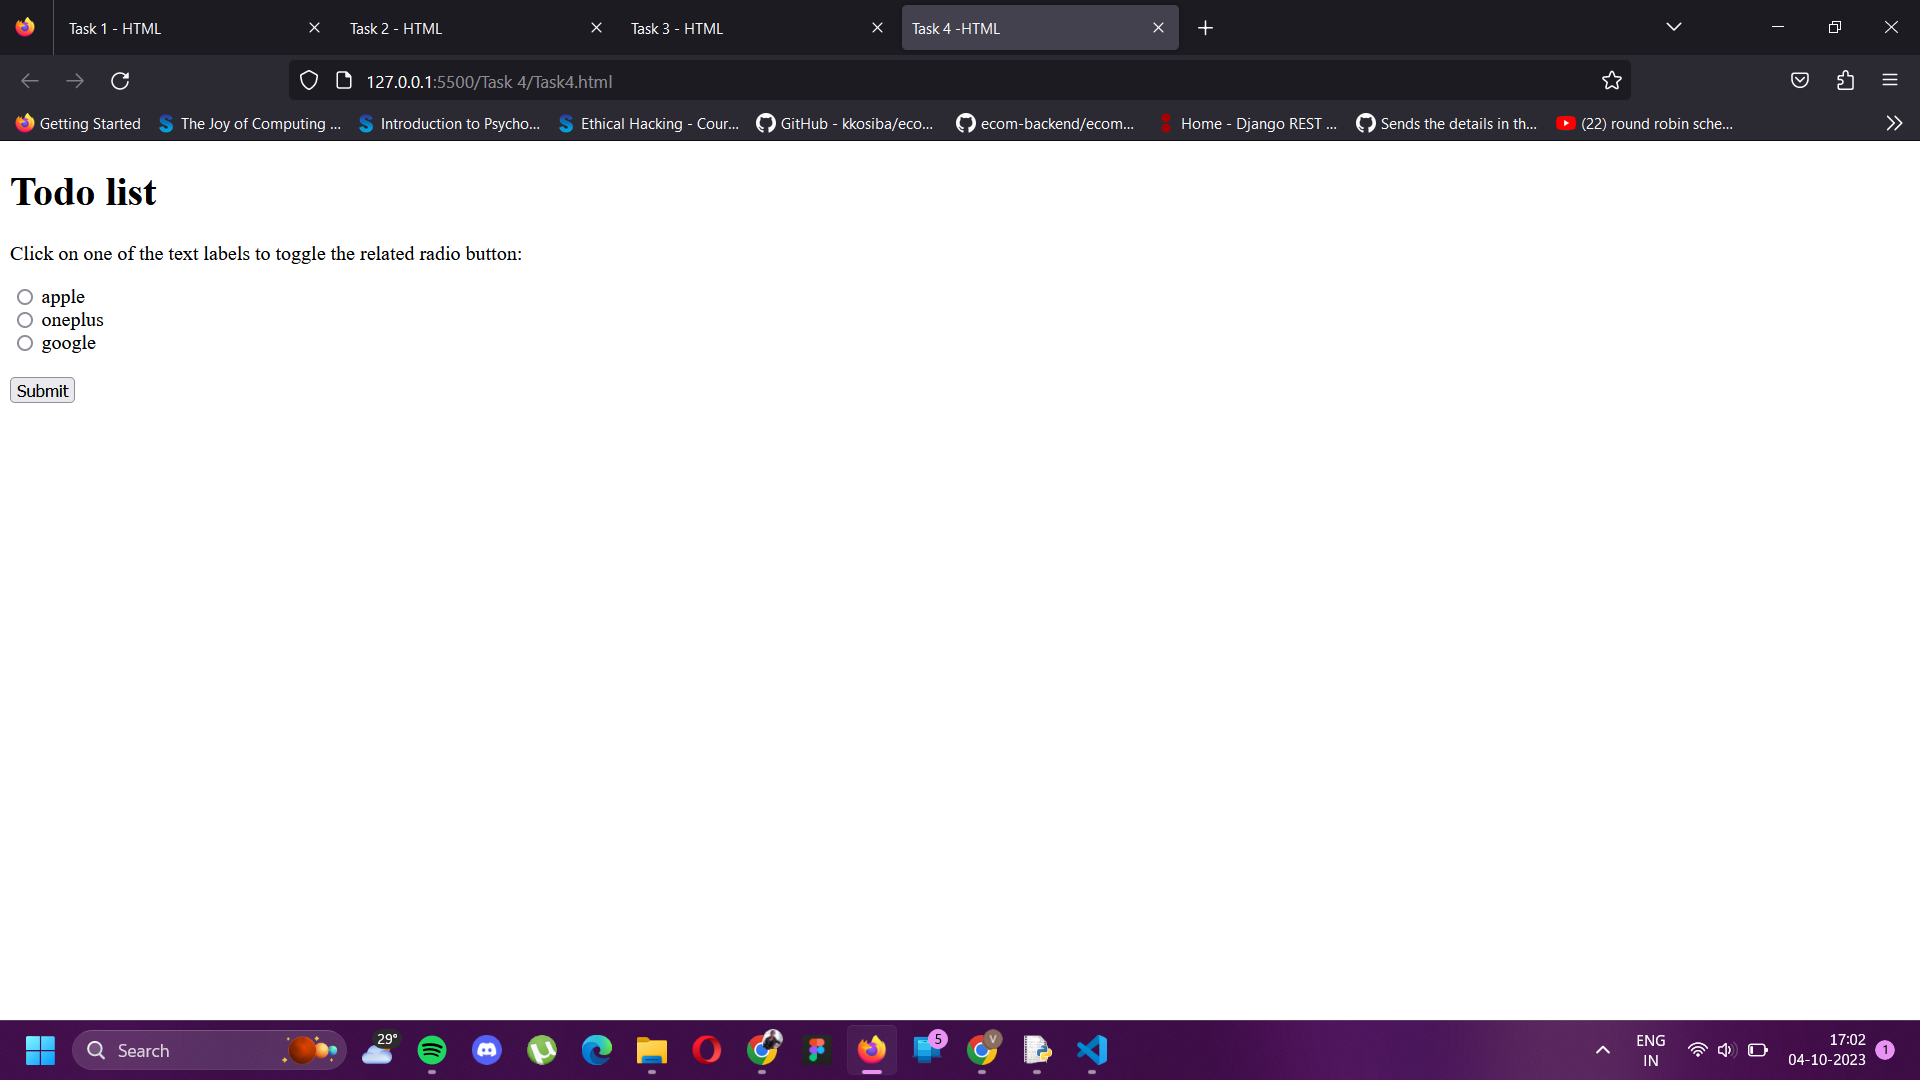 Task 1 - HTML
Task 2 - HTML
Task 3 - HTML
Task 4 -HTML
127.0.0.1:5500/Task 4/Task4.html
Getting Started
The Joy of Computing ...
Introduction to Psycho...
Ethical Hacking - Cour...
GitHub - kkosiba/eco...
ecom-backend/ecom...
Home - Django REST ...
Sends the details in th...
(22) round robin sche...
Todo list
Click on one of the text labels to toggle the related radio button:
apple
oneplus
google
Submit
Search
29°
5
V
ENG
IN
17:02
04-10-2023
1